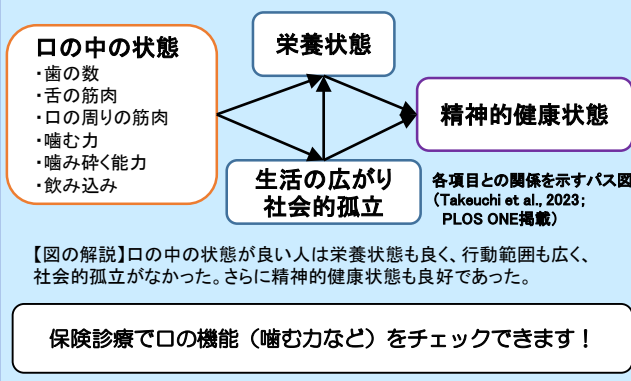 口の中の状態
・歯の数
・舌の筋肉
・口の周りの筋肉
・噛む力
・噛み砕く能力
・飲み込み
栄養状態
精神的健康状態
生活の広がり
社会的孤立
各項目との関係を示すパス図
（Takeuchi et al., 2023;
PLOS ONE掲載）
【図の解説】口の中の状態が良い人は栄養状態も良く、行動範囲も広く、
社会的孤立がなかった。さらに精神的健康状態も良好であった。
保険診療で口の機能（噛む力など）をチェックできます！